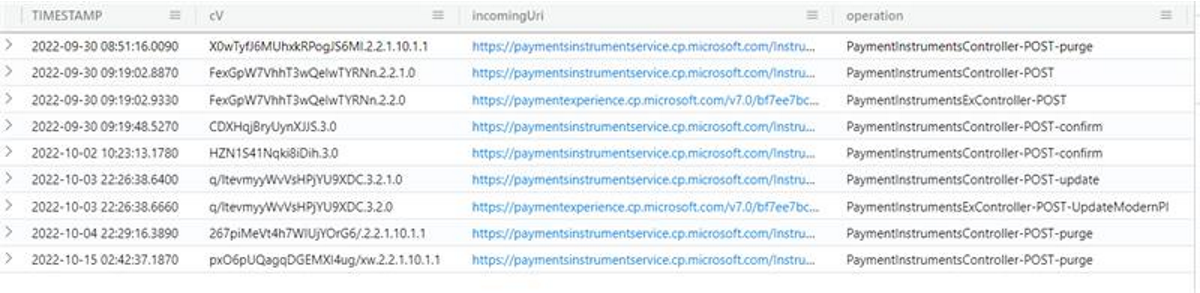 TIMESTAMP cV incomingUri operation
2022-09-30 08:51:16.0090 X0wTyfJ6MUhxkRPogJS6MI.2.2.1.10.1.1 https://paymentsinstrumentservice.cp.microsoft.com/Instru... PaymentInstrumentsController-POST-purge
2022-09-30 09:19:02.8870 FexGpW7VhhT3wQelwTYRNn.2.2.1.0 https://paymentsinstrumentservice.cp.microsoft.com/Instru... PaymentInstrumentsController-POST
2022-09-30 09:19:02.9330 FexGpW7VhhT3wQelwTYRNn.2.2.0 https://paymentexperience.cp.microsoft.com/v7.0/bf7ee7bc... PaymentInstrumentsExController-POST
2022-09-30 09:19:48.5270 CDXHqjBryUynXJJS.3.0 https://paymentsinstrumentservice.cp.microsoft.com/Instru... PaymentInstrumentsController-POST-confirm
2022-10-02 10:23:13.1780 HZN1S41Nqki8iDih.3.0 https://paymentsinstrumentservice.cp.microsoft.com/Instru... PaymentInstrumentsController-POST-confirm
2022-10-03 22:26:38.6400 q/ItevmyyWvVsHPjYU9XDC.3.2.1.0 https://paymentsinstrumentservice.cp.microsoft.com/Instru... PaymentInstrumentsController-POST-update
2022-10-03 22:26:38.6660 q/ItevmyyWvVsHPjYU9XDC.3.2.0 https://paymentexperience.cp.microsoft.com/v7.0/bf7ee7bc... PaymentInstrumentsExController-POST-UpdateModernPI
2022-10-04 22:29:16.3890 267piMeVt4h7WIUjYOrG6/.2.2.1.10.1.1 https://paymentsinstrumentservice.cp.microsoft.com/Instru... PaymentInstrumentsController-POST-purge
2022-10-15 02:42:37.1870 pxO6pUQagqDGEMXI4ug/xw.2.2.1.10.1.1 https://paymentsinstrumentservice.cp.microsoft.com/Instru... PaymentInstrumentsController-POST-purge